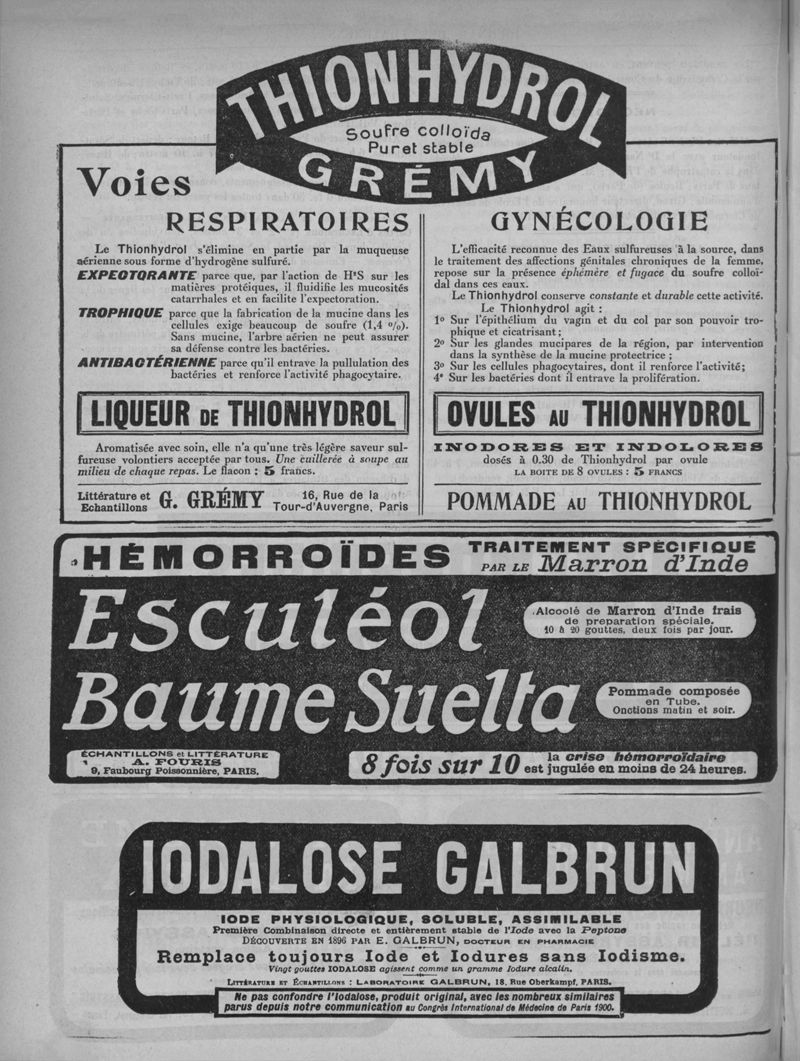 THIONHYDROL
Soufre colloïda
Pur et stable
GRÉMY
Voies
RESPIRATOIRES
Le Thionhydrol s'élimine en partie par la muqueuse
aérienne sous forme d'hydrogène sulfuré.
EXPECTORANTE parce que, par l'action de H²S sur les
matières protéiques, il fluidifie les mucosités
catarrhales et en facilite l'expectoration.
TROPHIQUE parce que la fabrication de la mucine dans les
cellules exige beaucoup de soufre (1,4 %).
Sans mucine, l'arbre aérien ne peut assurer
sa défense contre les bactéries.
ANTIBACTÉRIENNE parce qu'il entrave la pullulation des
bactéries et renforce l'activité phagocytaire.
LIQUEUR DE THIONHYDROL
Aromatisée avec soin, elle n'a qu'une très légère saveur sul-
fureuse volontiers acceptée par tous. Une cuillerée à soupe au
milieu de chaque repas. Le flacon : 5 francs.
Littérature et
Echantillons
G. GRÉMY
16, Rue de la
Tour-d'Auvergne, Paris
GYNÉCOLOGIE
L'efficacité reconnue des Eaux sulfureuses à la source, dans
le traitement des affections génitales chroniques de la femme,
repose sur la présence éphémère et fugace du soufre colloï-
dal dans ces eaux.
Le Thionhydrol conserve constante et durable cette activité.
Le Thionhydrol agit :
1° Sur l'épithélium du vagin et du col par son pouvoir tro-
phique et cicatrisant ;
2° Sur les glandes mucipares de la région, par intervention
dans la synthèse de la mucine protectrice ;
3° Sur les cellules phagocytaires, dont il renforce l'activité ;
4° Sur les bactéries dont il entrave la prolifération.
OVULES AU THIONHYDROL
INODORES ET INDOLORES
dosés à 0.30 de Thionhydrol par ovule
LA BOITE DE 8 OVULES : 5 FRANCS
POMMADE AU THIONHYDROL
HÉMORROÏDES
TRAITEMENT SPÉCIFIQUE
PAR LE Marron d'Inde
Esculéol
Alcoolé de Marron d'Inde frais
de preparation spéciale.
10 à 20 gouttes, deux fois par jour.
Baume Suelta
Pommade composée
en Tube.
Onctions matin et soir.
ÉCHANTILLONS et LITTÉRATURE
A. FOURIS
9, Faubourg Poissonnière, PARIS.
8 fois sur 10
la crise hémorroïdaire
est jugulée en moins de 24 heures.
IODALOSE GALBRUN
IODE PHYSIOLOGIQUE, SOLUBLE, ASSIMILABLE
Première Combinaison directe et entièrement stable de l'Iode avec la Peptone
DÉCOUVERTE EN 1896 PAR E. GALBRUN, DOCTEUR EN PHARMACIE
Remplace toujours Iode et Iodures sans Iodisme.
Vingt gouttes IODALOSE agissent comme un gramme Iodure alcalin.
LITTÉRATURE ET ÉCHANTILLONS : LABORATOIRE GALBRUN, 18, Rue Oberkampf, PARIS.
Ne pas confondre l'Iodalose, produit original, avec les nombreux similaires
parus depuis notre communication au Congrès International de Médecine de Paris 1900.